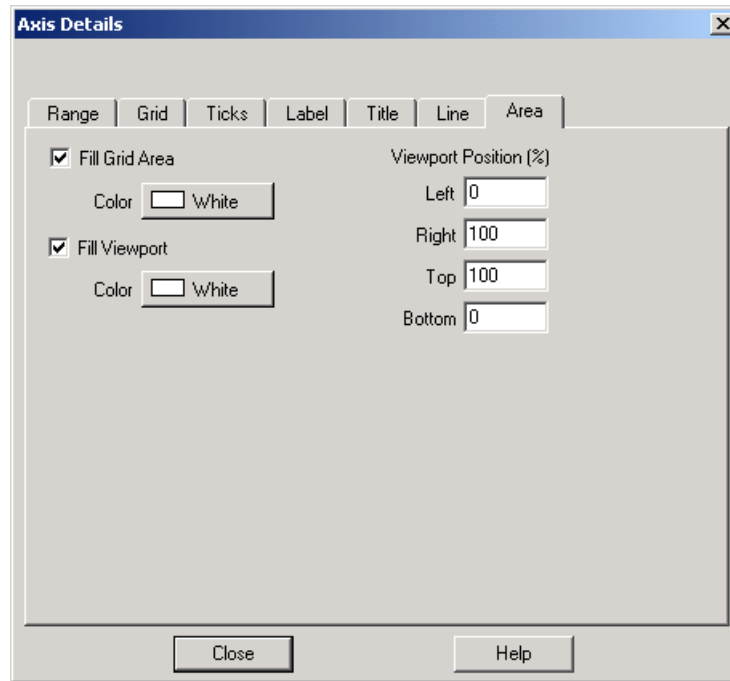 Axis Details
Range Grid Ticks Label Title Line Area
Fill Grid Area
Color White
Fill Viewport
Color White
Viewport Position (%)
Left 0
Right 100
Top 100
Bottom 0
Close Help